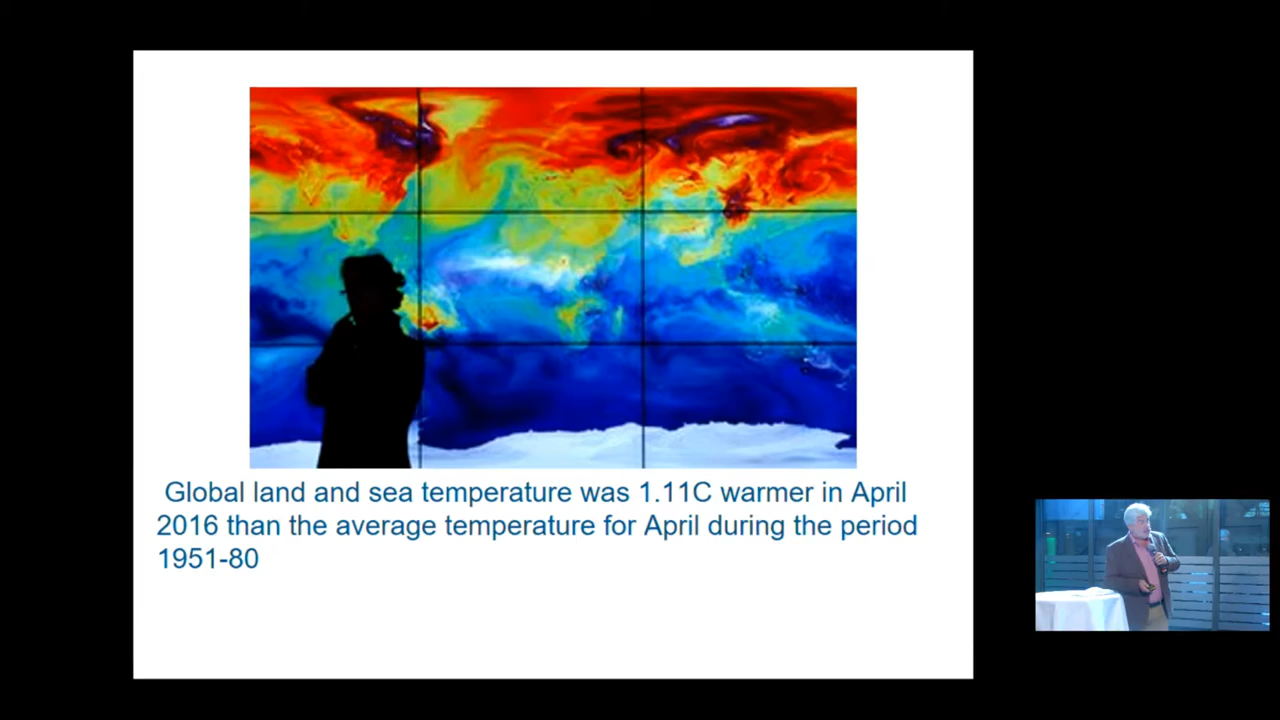 Global land and sea temperature was 1.11C warmer in April
2016 than the average temperature for April during the period
1951-80